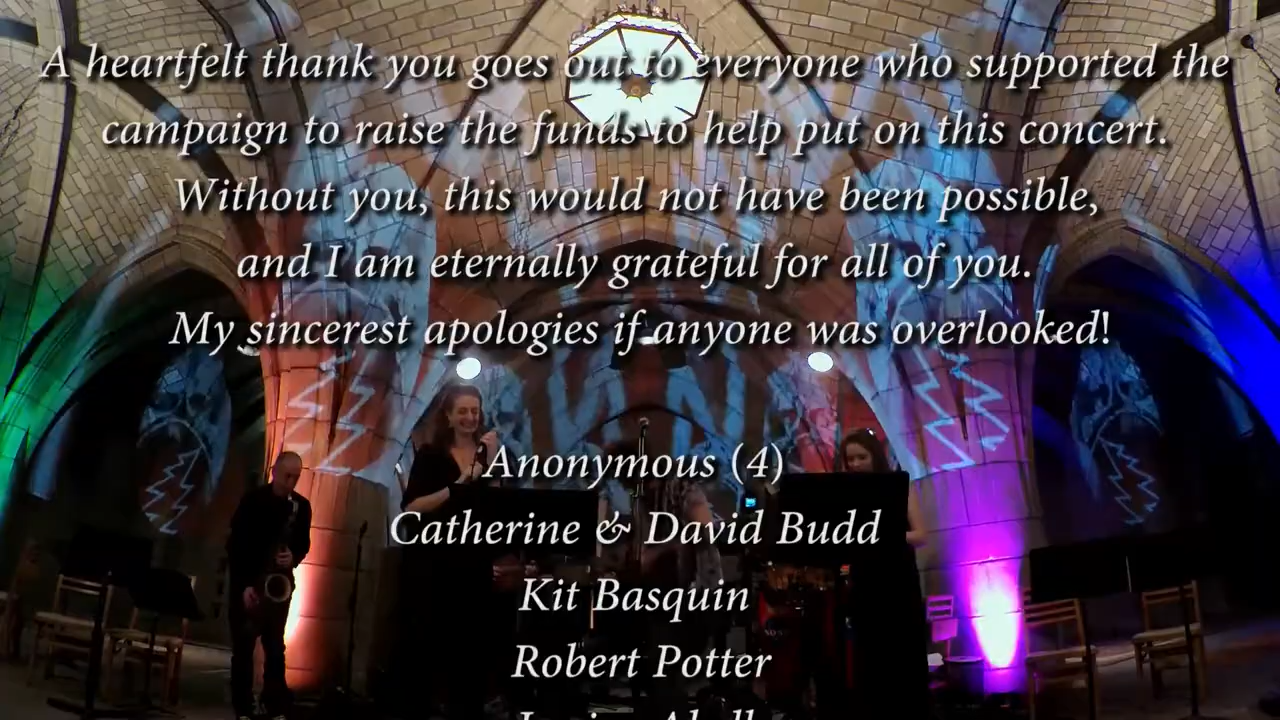 A heartfelt thank you goes out to everyone who supported the
campaign to raise the funds to help put on this concert.
Without you, this would not have been possible,
and I am eternally grateful for all of you.
My sincerest apologies if anyone was overlooked!
Anonymous (4)
Catherine & David Budd
Kit Basquin
Robert Potter